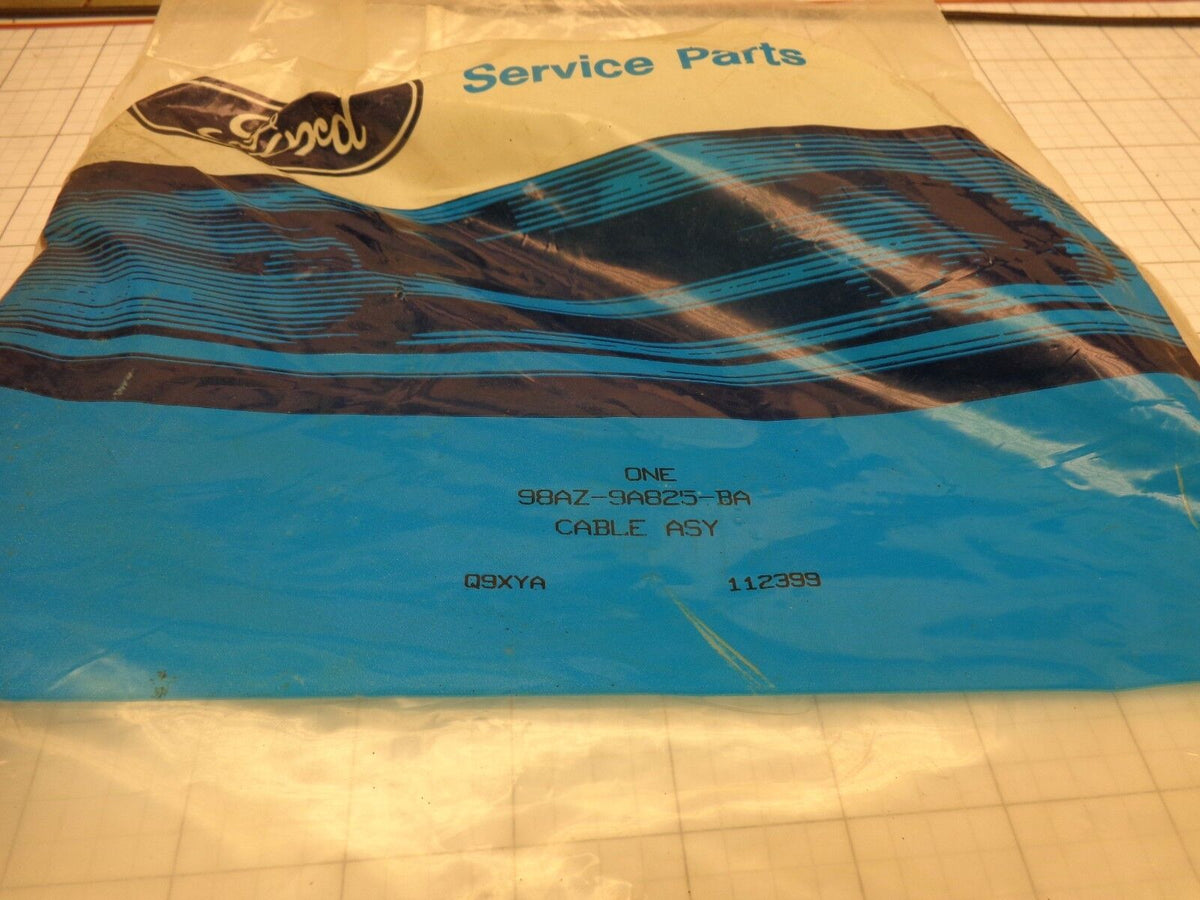 Service Parts
Ford
ONE
98AZ-9A825-BA
CABLE ASY
Q9XYA 112399